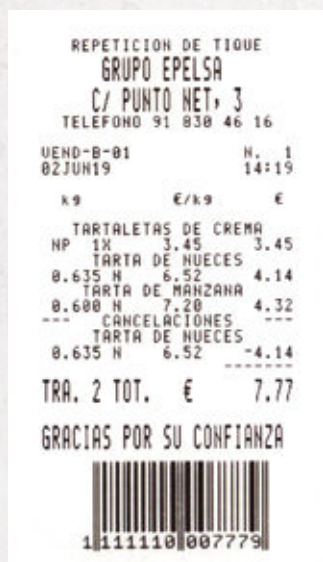 REPETICION DE TIQUE
GRUPO EPELSA
C/ PUNTO NET, 3
TELEFONO 91 830 46 16
VEND-B-01 N. 1
02JUN19 14:19
kg €/kg €
TARTALETAS DE CREMA
NP 1X 3.45 3.45
TARTA DE NUECES
0.635 N 6.52 4.14
TARTA DE MANZANA
0.600 N 7.20 4.32
--- CANCELACIONES ---
TARTA DE NUECES
0.635 N 6.52 -4.14
--------
TRA. 2 TOT. € 7.77
GRACIAS POR SU CONFIANZA
1 111110 007779